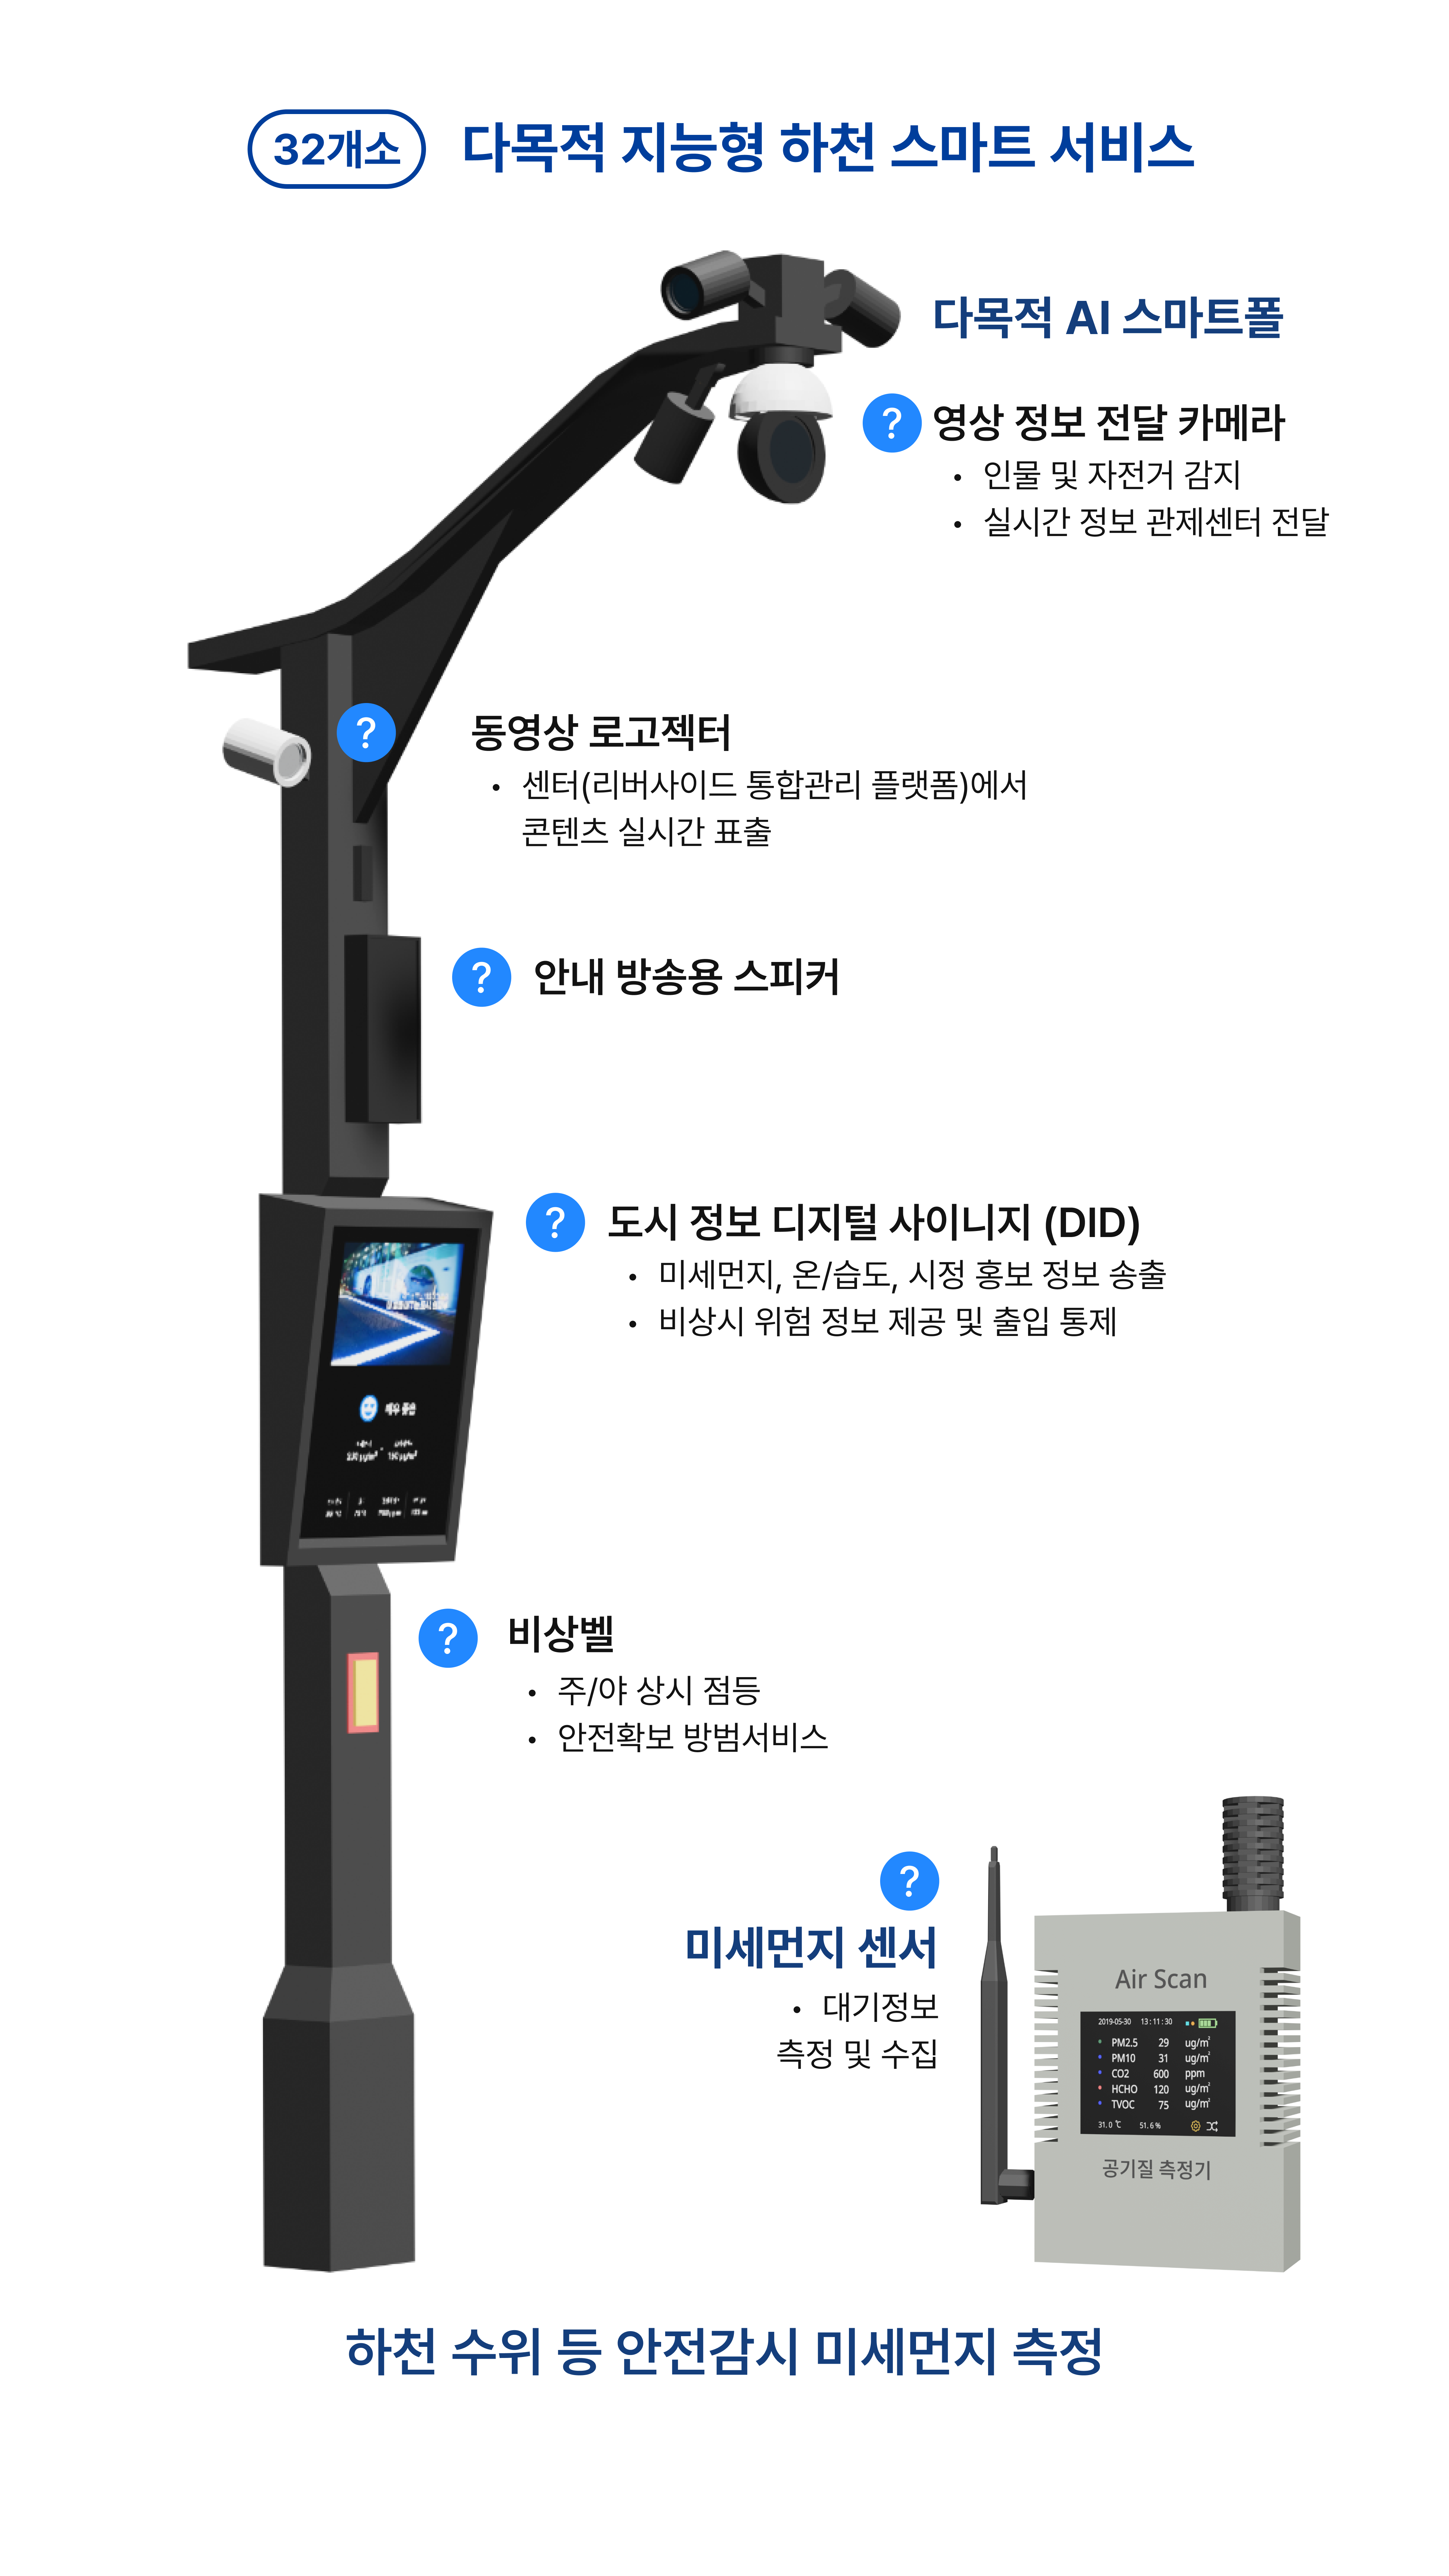 32개소 다목적 지능형 하천 스마트 서비스
다목적 AI 스마트폴
? 영상 정보 전달 카메라
• 인물 및 자전거 감지
• 실시간 정보 관제센터 전달
? 동영상 로고젝터
• 센터(리버사이드 통합관리 플랫폼)에서
콘텐츠 실시간 표출
? 안내 방송용 스피커
? 도시 정보 디지털 사이니지 (DID)
• 미세먼지, 온/습도, 시정 홍보 정보 송출
• 비상시 위험 정보 제공 및 출입 통제
매우 좋음
? 비상벨
• 주/야 상시 점등
• 안전확보 방범서비스
?
미세먼지 센서
• 대기정보
측정 및 수집
Air Scan
2019-05-30 13:11:30
PM2.5 29 ug/m³
PM10 31 ug/m³
CO2 600 ppm
HCHO 120 ug/m³
TVOC 75 ug/m³
31.0 ℃ 51.6 %
공기질 측정기
하천 수위 등 안전감시 미세먼지 측정